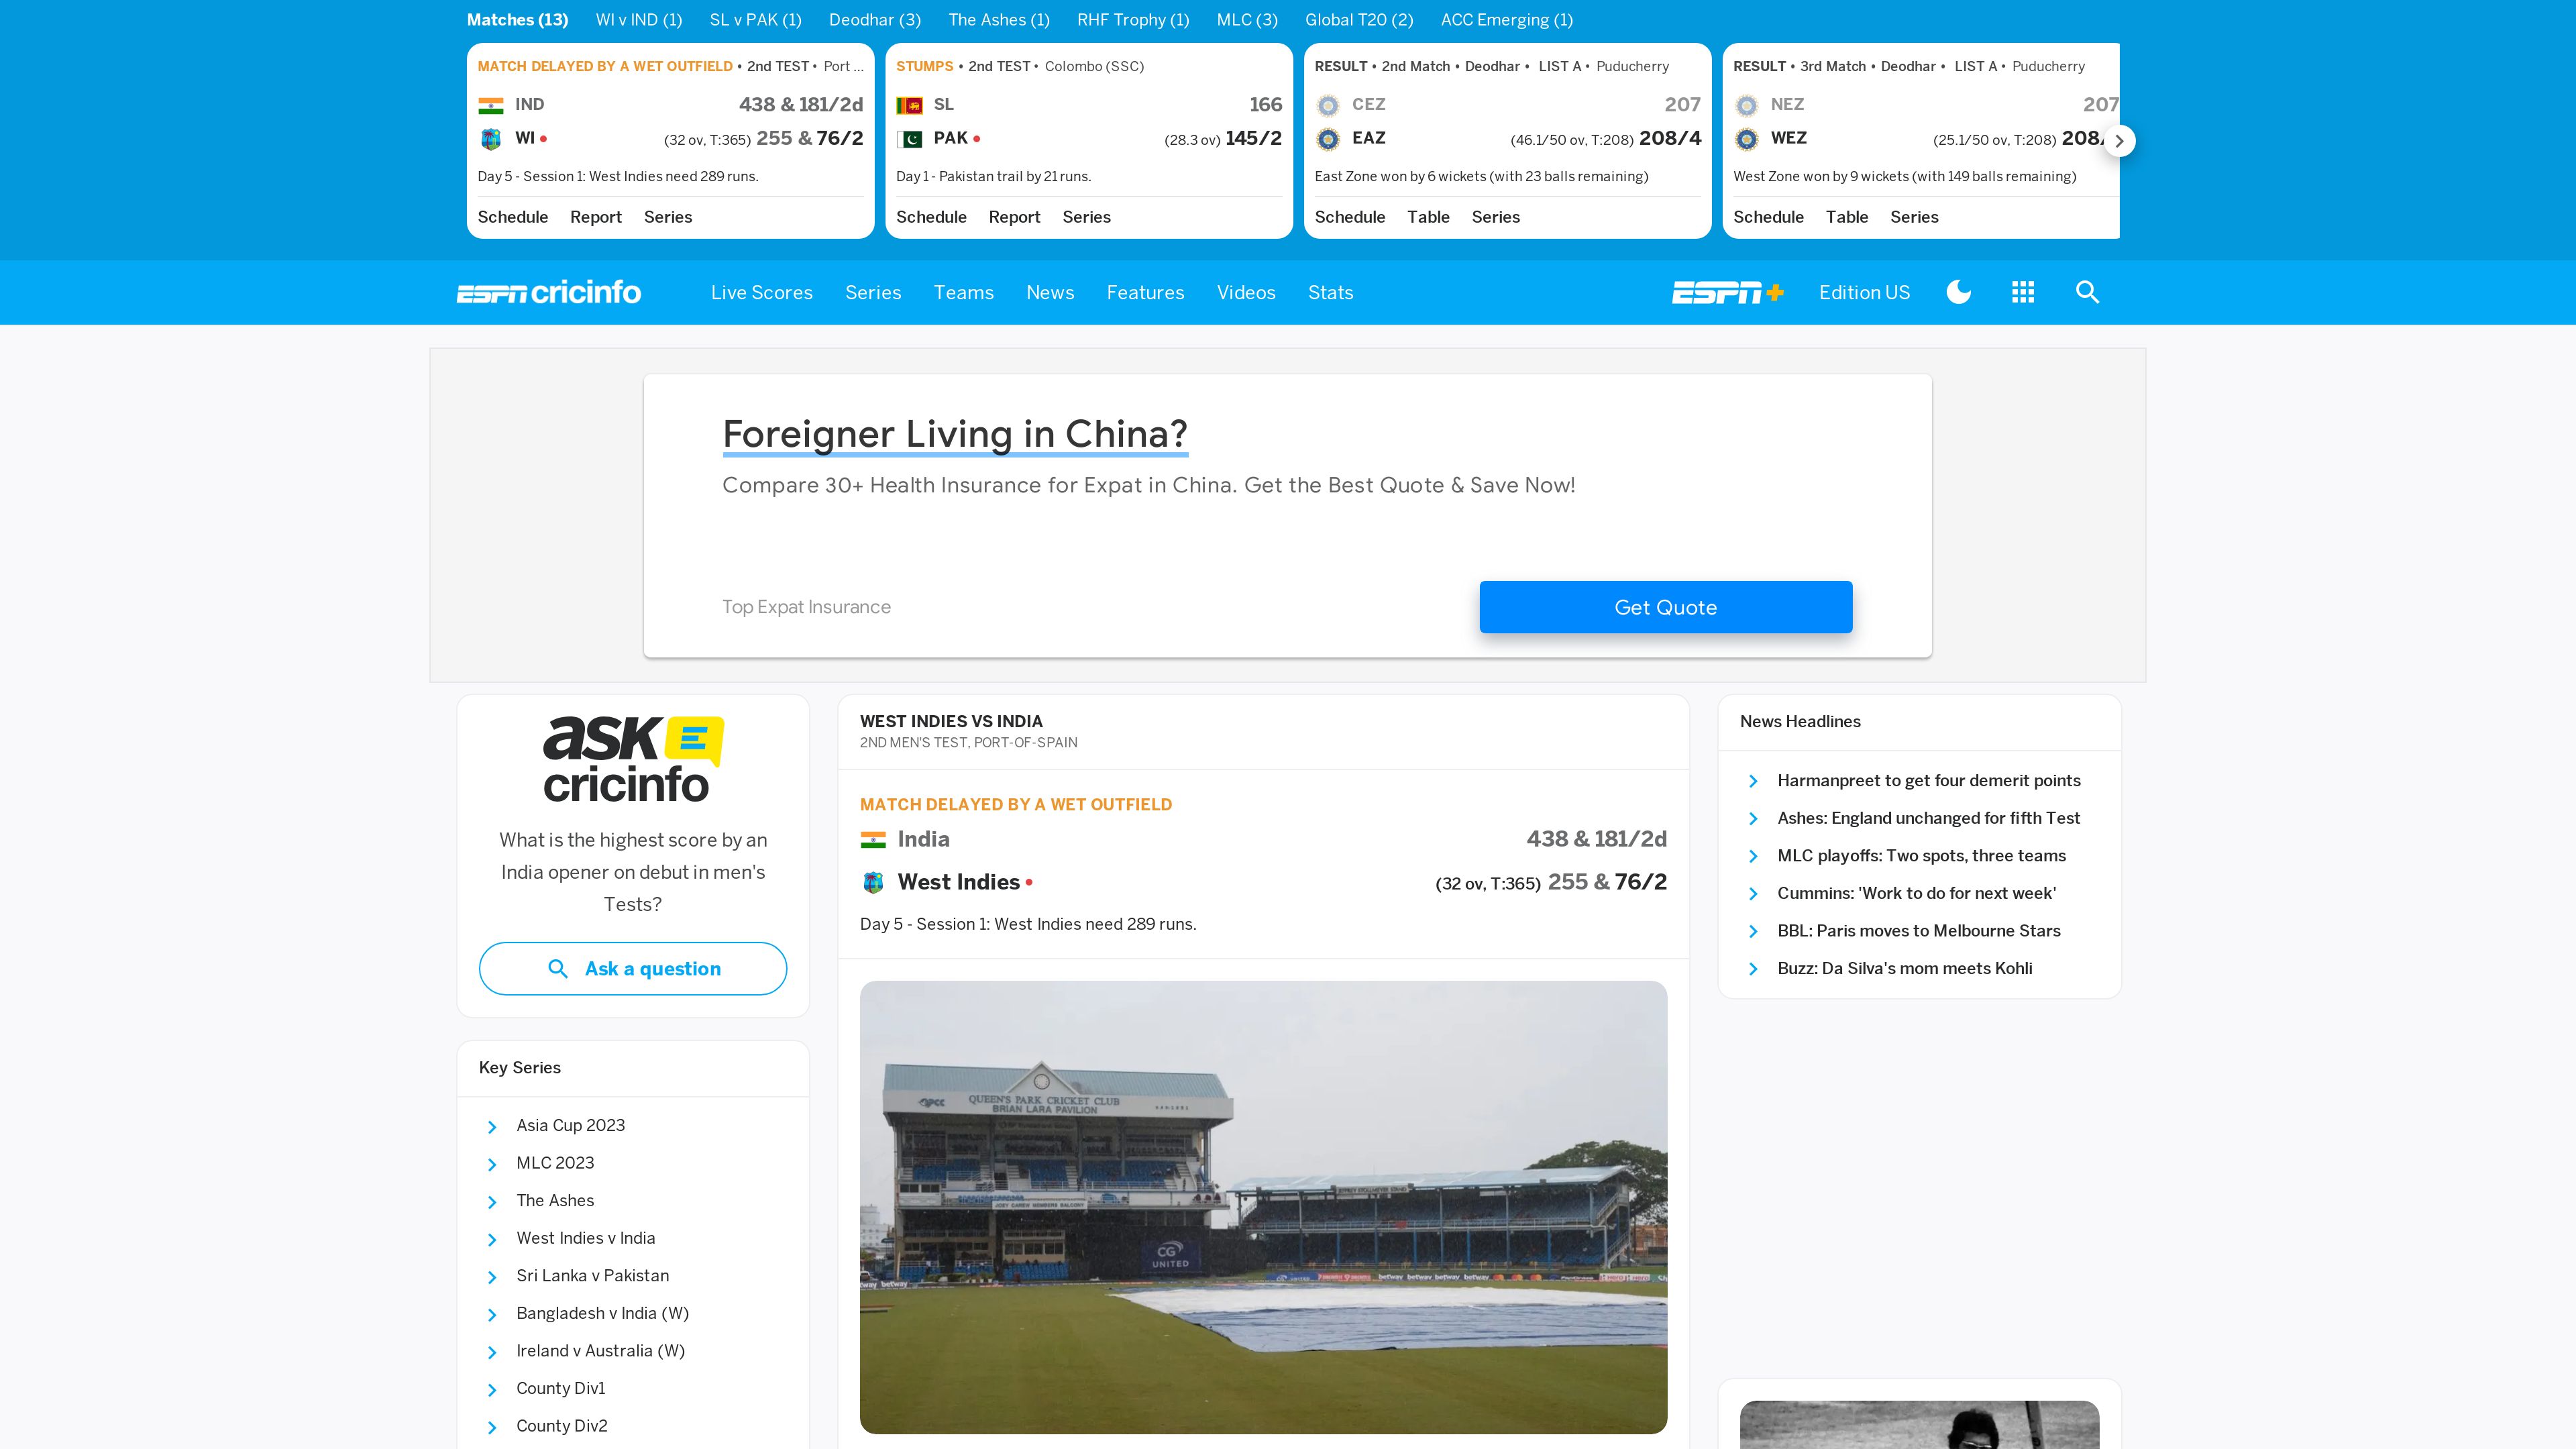 Matches (13) WI v IND (1) SL v PAK (1) Deodhar (3) The Ashes (1) RHF Trophy (1) MLC (3) Global T20 (2) ACC Emerging (1)
MATCH DELAYED BY A WET OUTFIELD • 2nd TEST • Port ...
IND 438 & 181/2d
WI (32 ov, T:365) 255 & 76/2
Day 5 - Session 1: West Indies need 289 runs.
Schedule Report Series
STUMPS • 2nd TEST • Colombo (SSC)
SL 166
PAK (28.3 ov) 145/2
Day 1 - Pakistan trail by 21 runs.
Schedule Report Series
RESULT • 2nd Match • Deodhar • LIST A • Puducherry
CEZ 207
EAZ (46.1/50 ov, T:208) 208/4
East Zone won by 6 wickets (with 23 balls remaining)
Schedule Table Series
RESULT • 3rd Match • Deodhar • LIST A • Puducherry
NEZ 207
WEZ (25.1/50 ov, T:208) 208/
West Zone won by 9 wickets (with 149 balls remaining)
Schedule Table Series
ESPN cricinfo Live Scores Series Teams News Features Videos Stats ESPN+ Edition US
Foreigner Living in China?
Compare 30+ Health Insurance for Expat in China. Get the Best Quote & Save Now!
Top Expat Insurance Get Quote
ask E
cricinfo
What is the highest score by an
India opener on debut in men's
Tests?
Ask a question
Key Series
Asia Cup 2023
MLC 2023
The Ashes
West Indies v India
Sri Lanka v Pakistan
Bangladesh v India (W)
Ireland v Australia (W)
County Div1
County Div2
WEST INDIES VS INDIA
2ND MEN'S TEST, PORT-OF-SPAIN
MATCH DELAYED BY A WET OUTFIELD
India 438 & 181/2d
West Indies (32 ov, T:365) 255 & 76/2
Day 5 - Session 1: West Indies need 289 runs.
QPCC QUEEN'S PARK CRICKET CLUB
BRIAN LARA PAVILION
JOEY CAREW MEMBERS BALCONY
CG
UNITED
betway betway betway betway betway
News Headlines
Harmanpreet to get four demerit points
Ashes: England unchanged for fifth Test
MLC playoffs: Two spots, three teams
Cummins: 'Work to do for next week'
BBL: Paris moves to Melbourne Stars
Buzz: Da Silva's mom meets Kohli